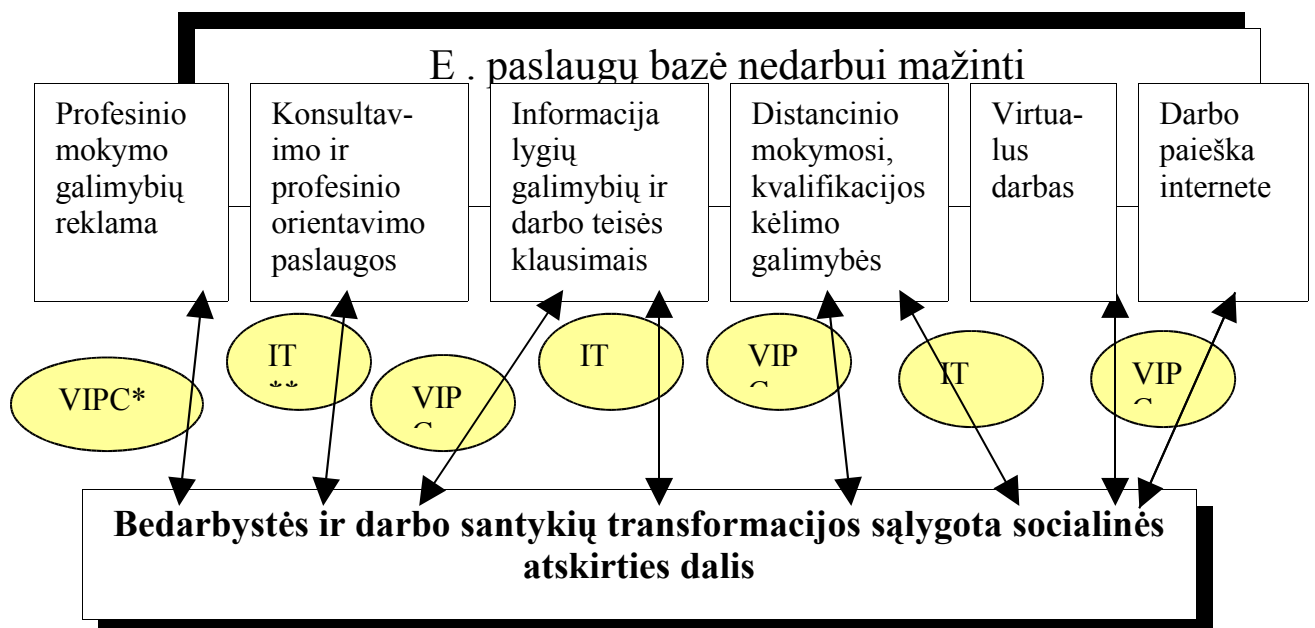 E . paslaugų bazė nedarbui mažinti
Profesinio
mokymo
galimybių
reklama
Konsultav-
imo ir
profesinio
orientavimo
paslaugos
Informacija
lygių
galimybių ir
darbo teisės
klausimais
Distancinio
mokymosi,
kvalifikacijos
kėlimo
galimybės
Virtua-
lus
darbas
Darbo
paieška
internete
VIPC*
IT
**
VIP
C
IT
VIP
C
IT
VIP
C
Bedarbystės ir darbo santykių transformacijos sąlygota socialinės
atskirties dalis